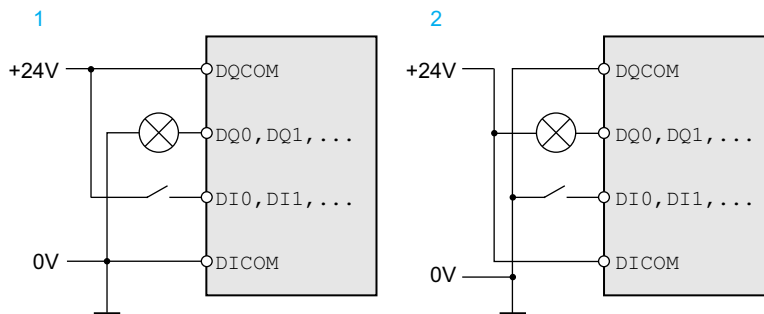 1
+24V
DQCOM
DQ0,DQ1,...
DI0,DI1,...
0V
DICOM
2
+24V
DQCOM
DQ0,DQ1,...
DI0,DI1,...
0V
DICOM